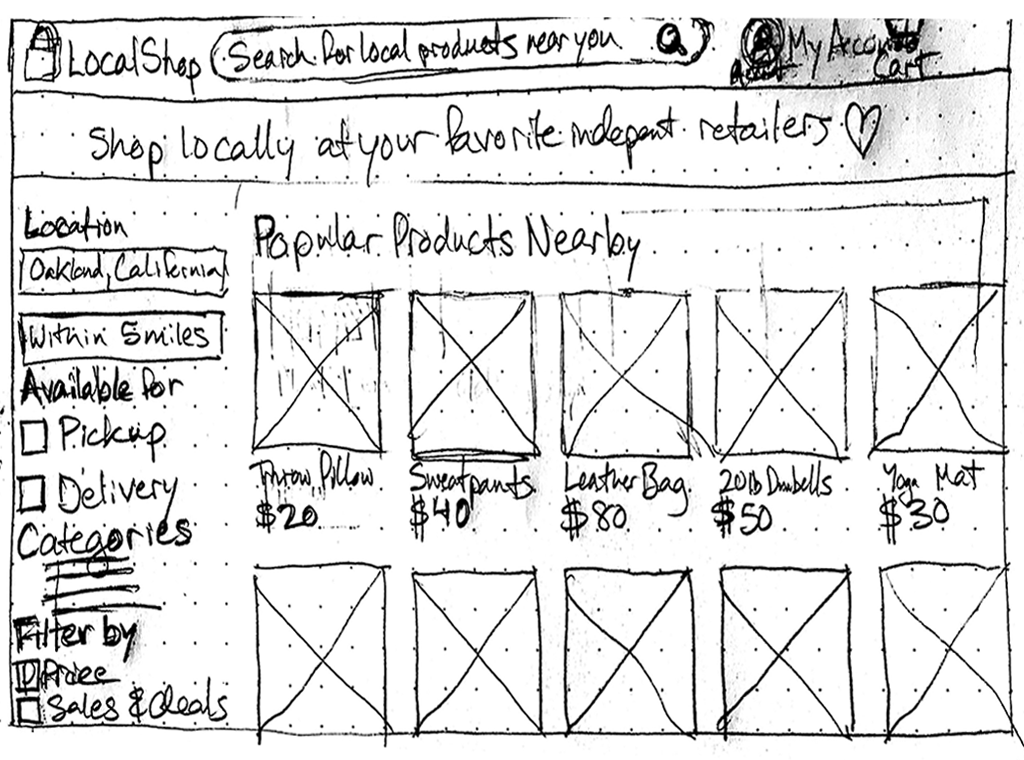 LocalShop
Search for local products near you
My Account
Cart
Shop locally at your favorite indepent retailers
Location
Oakland, California
Within 5 miles
Available for
Pickup
Delivery
Categories
Filter by
Price
Sales & deals
Popular Products Nearby
Throw Pillow
$20
Sweatpants
$40
Leather Bag
$80
20lb Dumbells
$50
Yoga Mat
$30